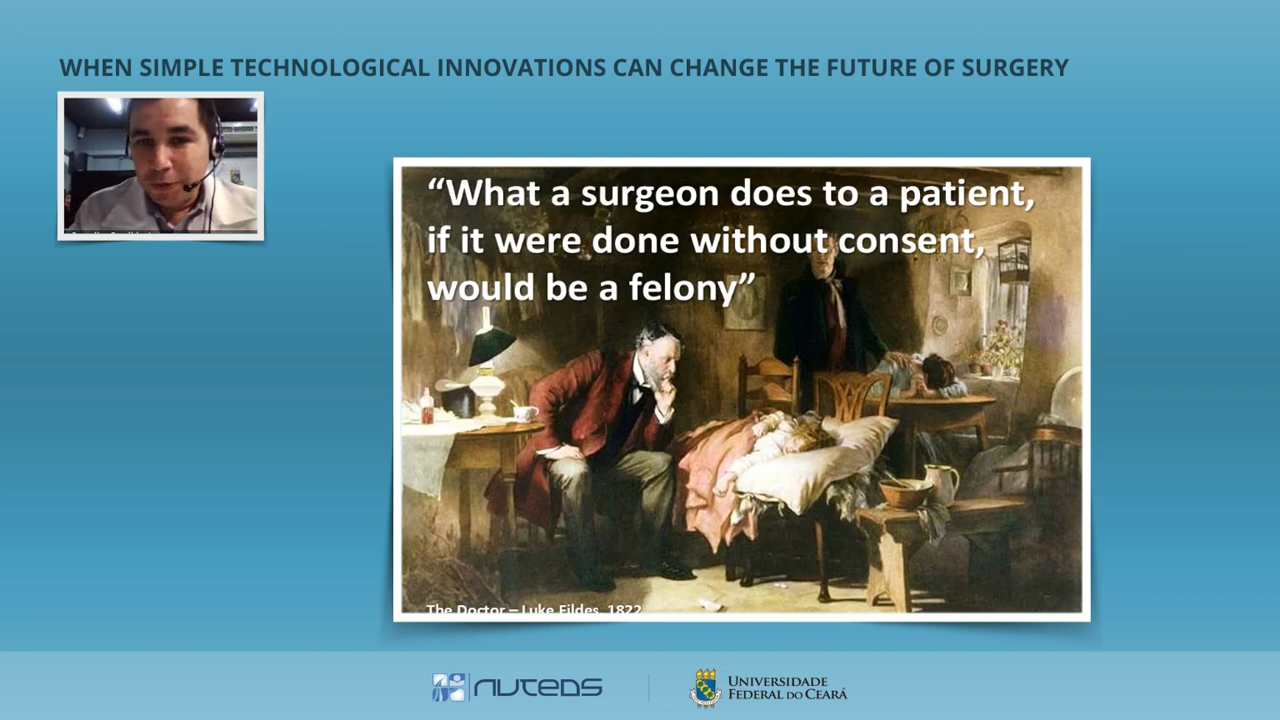 WHEN SIMPLE TECHNOLOGICAL INNOVATIONS CAN CHANGE THE FUTURE OF SURGERY
“What a surgeon does to a patient,
if it were done without consent,
would be a felony”
The Doctor – Luke Fildes, 1822
NUTEDS
UNIVERSIDADE
FEDERAL DO CEARÁ